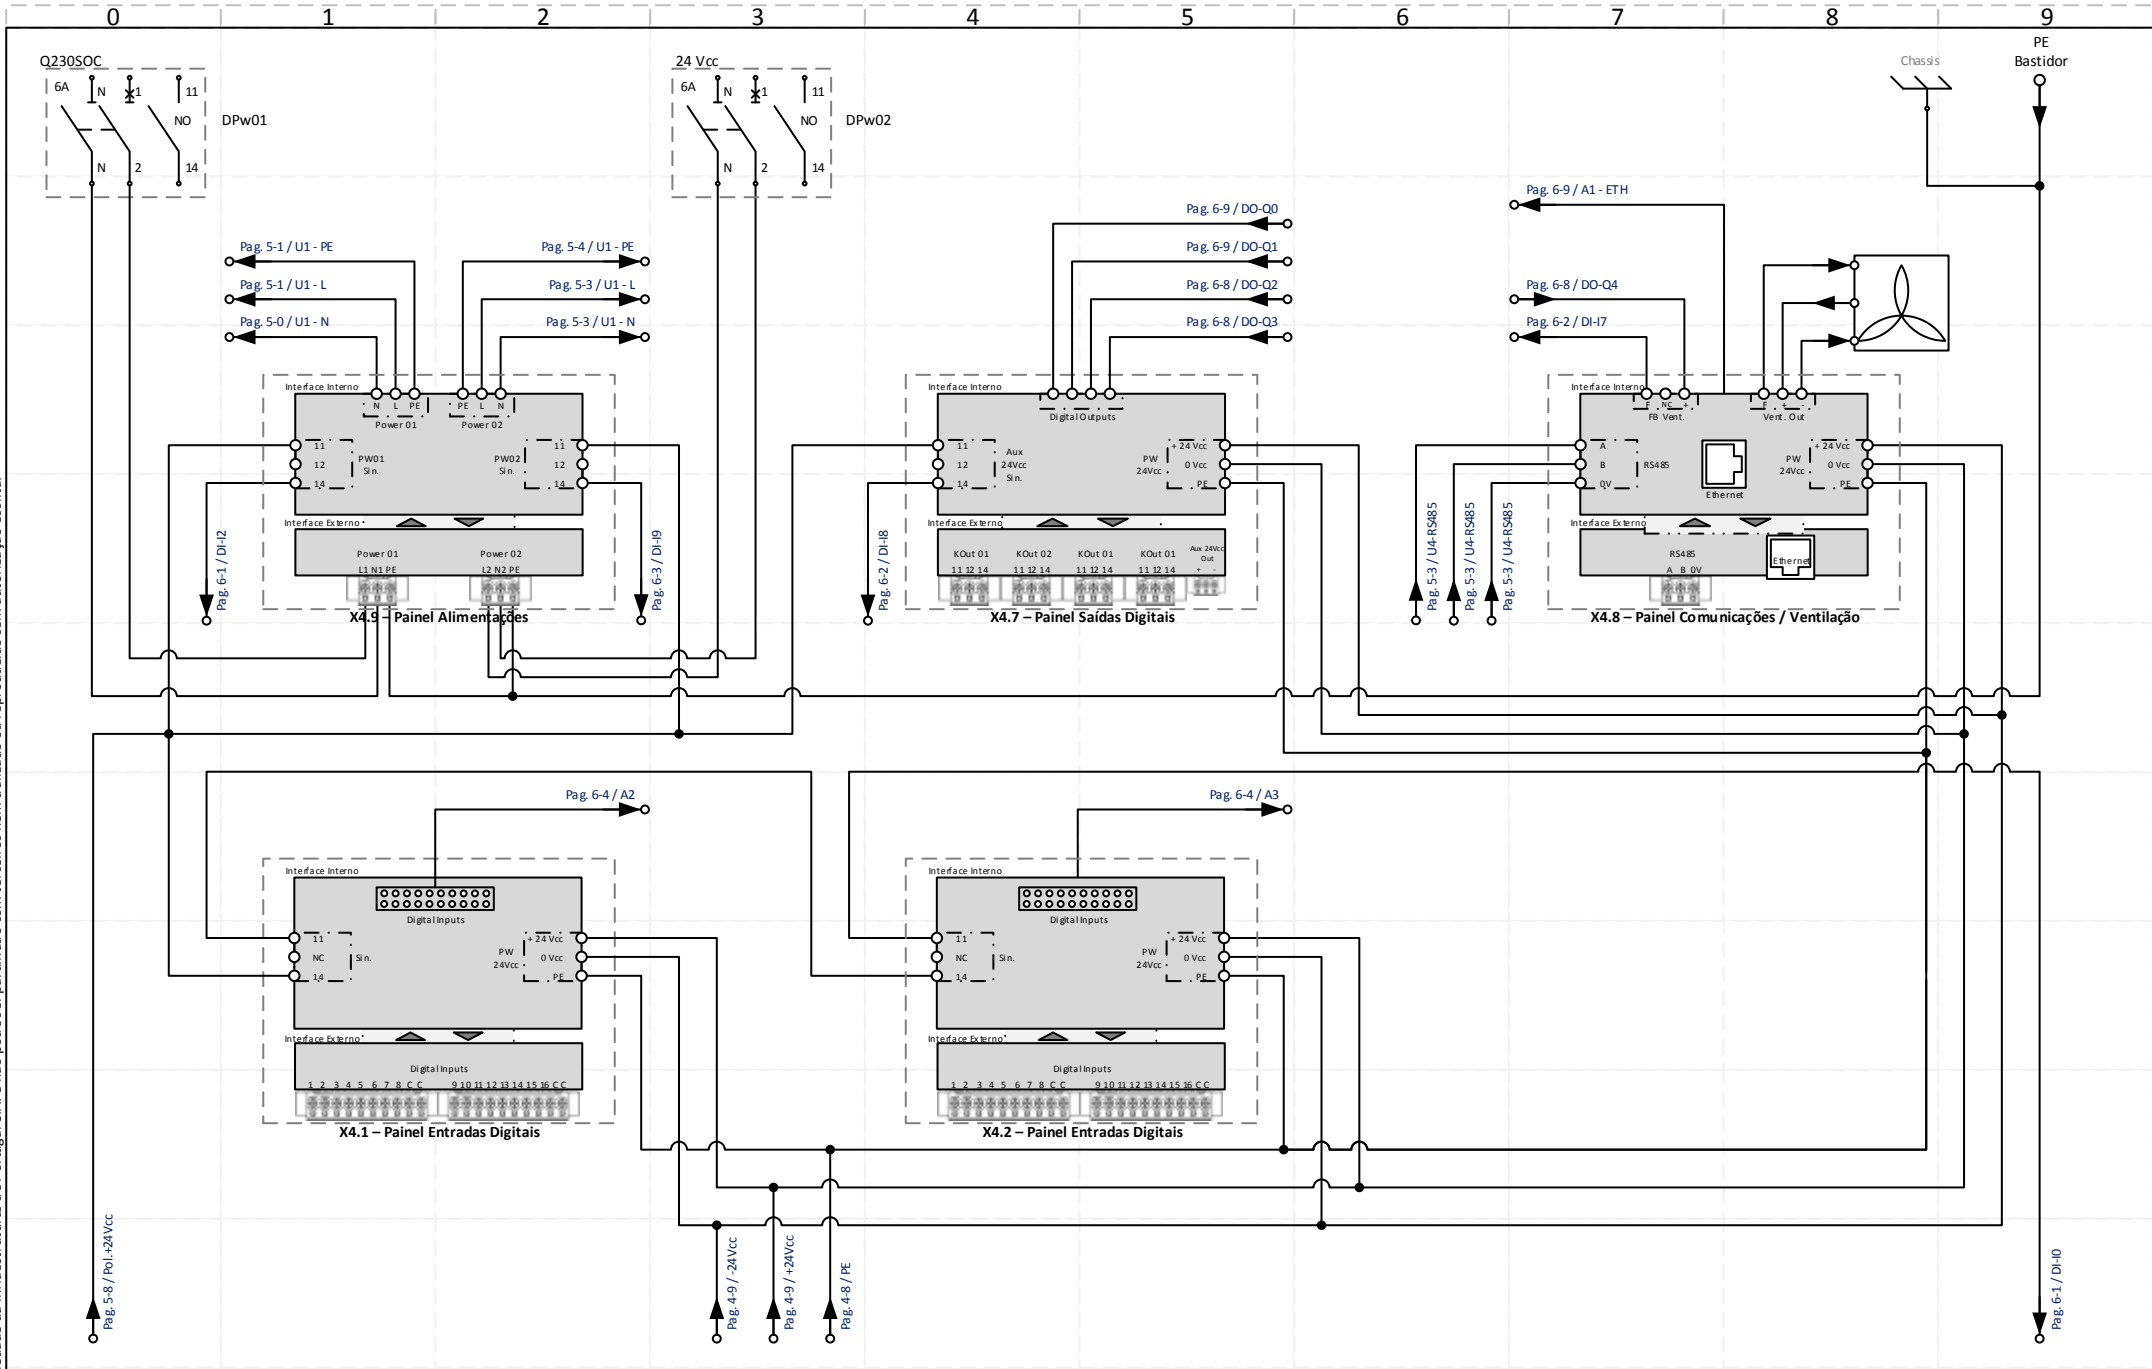 0 1 2 3 4 5 6 7 8 9
Q230SOC
6A
N
1
11
NO
N
2
14
DPw01
24 Vcc
6A
N
1
11
NO
N
2
14
DPw02
Chassis
PE
Bastidor
Pag. 5-1 / U1 - PE
Pag. 5-1 / U1 - L
Pag. 5-0 / U1 - N
Pag. 5-4 / U1 - PE
Pag. 5-3 / U1 - L
Pag. 5-3 / U1 - N
Pag. 6-9 / DO-Q0
Pag. 6-9 / DO-Q1
Pag. 6-8 / DO-Q2
Pag. 6-8 / DO-Q3
Pag. 6-9 / A1 - ETH
Pag. 6-8 / DO-Q4
Pag. 6-2 / DI-I7
Interface Interno
N L PE
Power 01
PE L N
Power 02
11
12
14
PW01
Sin.
PW02
Sin.
11
12
14
Interface Externo
Power 01
L1 N1 PE
Power 02
L2 N2 PE
X4.9 – Painel Alimentações
Pag. 6-1 / DI-I2
Pag. 6-3 / DI-I9
Interface Interno
Digital Outputs
11
12
14
Aux
24Vcc
Sin.
PW
24Vcc
+ 24 Vcc
0 Vcc
PE
Interface Externo
KOut 01
11 12 14
KOut 02
11 12 14
KOut 01
11 12 14
KOut 01
11 12 14
Aux 24Vcc
Out
+ -
X4.7 – Painel Saídas Digitais
Pag. 6-2 / DI-I8
Interface Interno
F NC +
FB Vent.
F + -
Vent. Out
A
B
0V
RS485
Ethernet
PW
24Vcc
+ 24 Vcc
0 Vcc
PE
Interface Externo
RS485
A B 0V
Ethernet
X4.8 – Painel Comunicações / Ventilação
Pag. 5-3 / U4-RS485
Pag. 5-3 / U4-RS485
Pag. 5-3 / U4-RS485
Pag. 6-4 / A2
Interface Interno
Digital Inputs
11
NC
14
Sin.
PW
24Vcc
+ 24 Vcc
0 Vcc
PE
Interface Externo
Digital Inputs
1 2 3 4 5 6 7 8 C C
9 10 11 12 13 14 15 16 C C
X4.1 – Painel Entradas Digitais
Pag. 6-4 / A3
Interface Interno
Digital Inputs
11
NC
14
Sin.
PW
24Vcc
+ 24 Vcc
0 Vcc
PE
Interface Externo
Digital Inputs
1 2 3 4 5 6 7 8 C C
9 10 11 12 13 14 15 16 C C
X4.2 – Painel Entradas Digitais
Pag. 5-8 / Pol.+24Vcc
Pag. 4-9 / -24Vcc
Pag. 4-9 / +24Vcc
Pag. 4-8 / PE
Pag. 6-1 / DI-I0